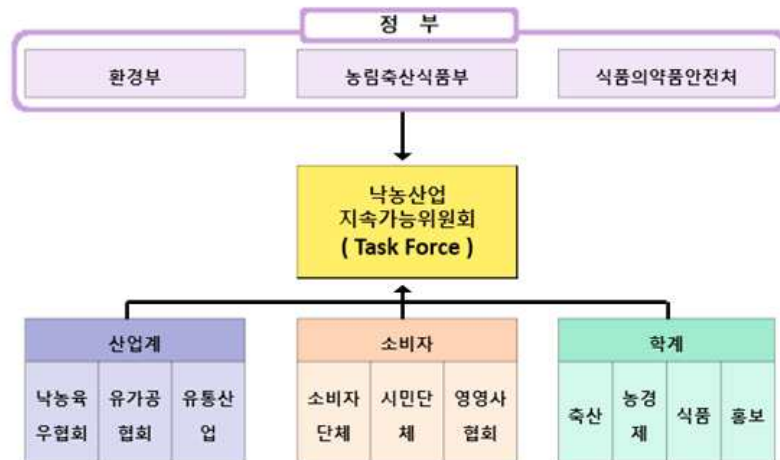 정 부
환경부
농림축산식품부
식품의약품안전처
낙농산업
지속가능위원회
( Task Force )
산업계
낙농육
우협회
유가공
협회
유통산
업
소비자
소비자
단체
시민단
체
영영사
협회
학계
축산
농경
제
식품
홍보